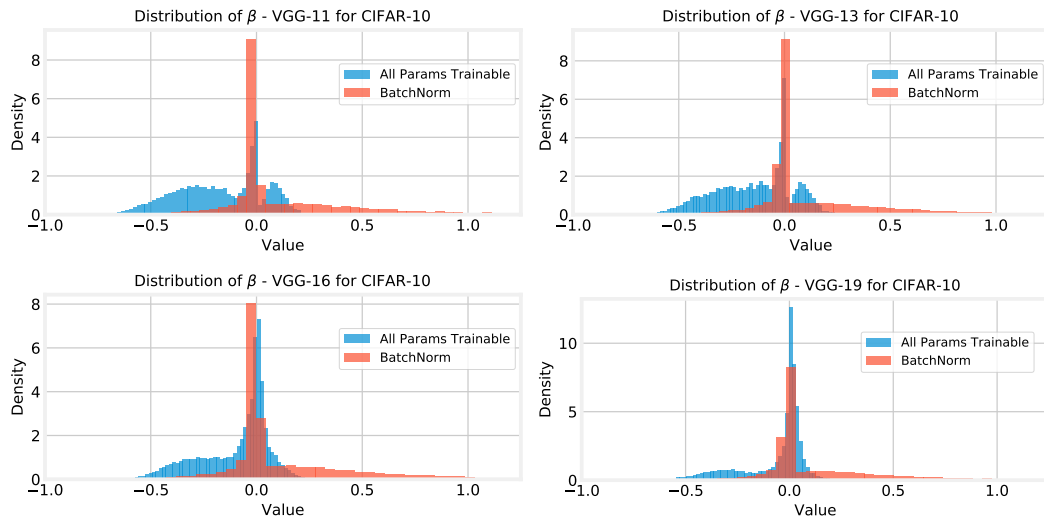 Distribution of β - VGG-11 for CIFAR-10
Density
8
6
4
2
0
−1.0 −0.5 0.0 0.5 1.0
Value
All Params Trainable
BatchNorm
Distribution of β - VGG-13 for CIFAR-10
Density
8
6
4
2
0
−1.0 −0.5 0.0 0.5 1.0
Value
All Params Trainable
BatchNorm
Distribution of β - VGG-16 for CIFAR-10
Density
8
6
4
2
0
−1.0 −0.5 0.0 0.5 1.0
Value
All Params Trainable
BatchNorm
Distribution of β - VGG-19 for CIFAR-10
Density
10
5
0
−1.0 −0.5 0.0 0.5 1.0
Value
All Params Trainable
BatchNorm